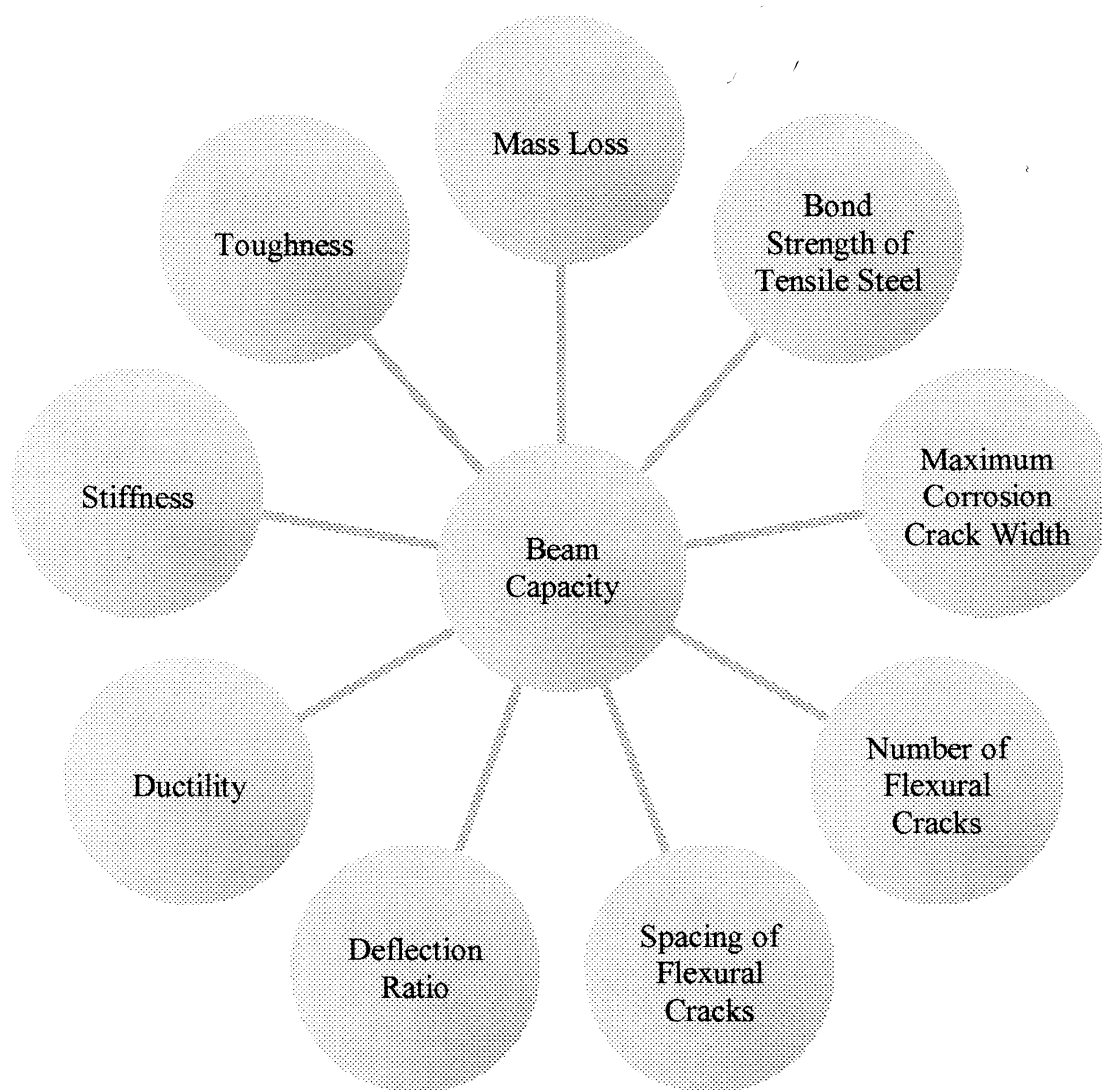 Mass Loss
Bond
Strength of
Tensile Steel
Maximum
Corrosion
Crack Width
Number of
Flexural
Cracks
Spacing of
Flexural
Cracks
Deflection
Ratio
Ductility
Stiffness
Toughness
Beam
Capacity